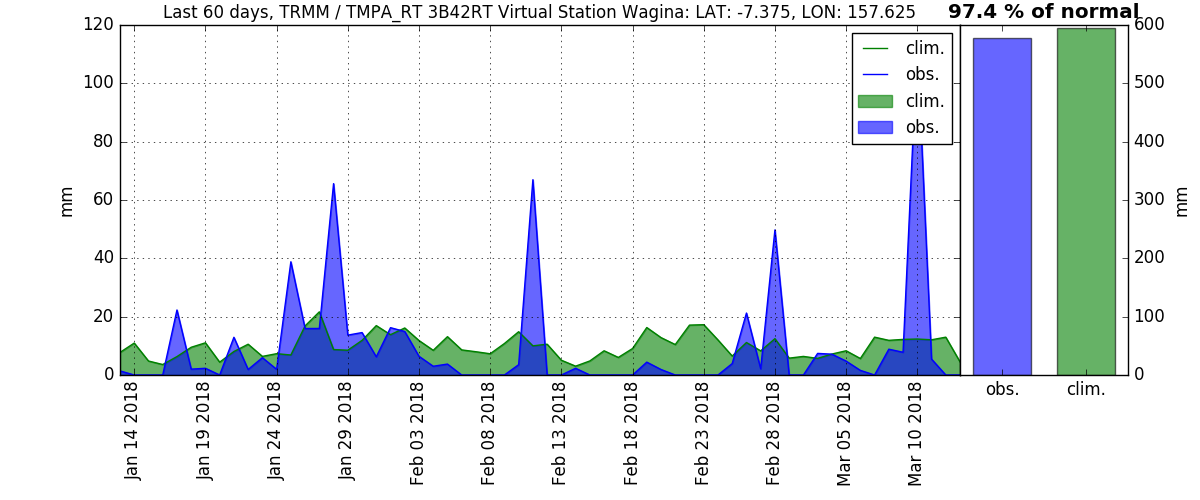 Last 60 days, TRMM / TMPA_RT 3B42RT Virtual Station Wagina: LAT: -7.375, LON: 157.625
97.4 % of normal
120
100
80
60
40
20
0
mm
clim.
obs.
clim.
obs.
600
500
400
300
200
100
0
mm
obs.
clim.
Jan 14 2018
Jan 19 2018
Jan 24 2018
Jan 29 2018
Feb 03 2018
Feb 08 2018
Feb 13 2018
Feb 18 2018
Feb 23 2018
Feb 28 2018
Mar 05 2018
Mar 10 2018